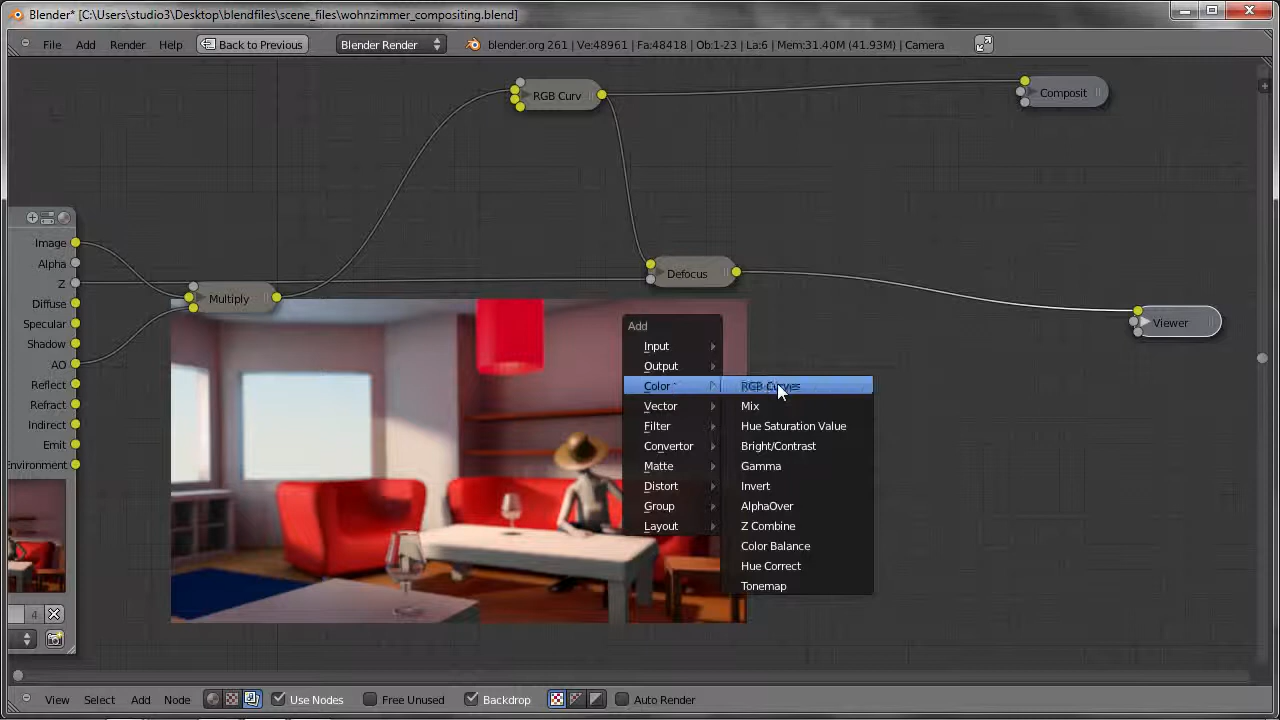 Blender* [C:\Users\studio3\Desktop\blendfiles\scene_files\wohnzimmer_compositing.blend]
File Add Render Help Back to Previous Blender Render blender.org 261 | Ve:48961 | Fa:48418 | Ob:1-23 | La:6 | Mem:31.40M (41.93M) | Camera
RGB Curv
Composit
Image
Alpha
Z
Diffuse
Specular
Shadow
AO
Reflect
Refract
Indirect
Emit
Environment
4
Multiply
Defocus
Viewer
Add
Input
Output
Color
Vector
Filter
Convertor
Matte
Distort
Group
Layout
RGB Curves
Mix
Hue Saturation Value
Bright/Contrast
Gamma
Invert
AlphaOver
Z Combine
Color Balance
Hue Correct
Tonemap
View Select Add Node Use Nodes Free Unused Backdrop Auto Render